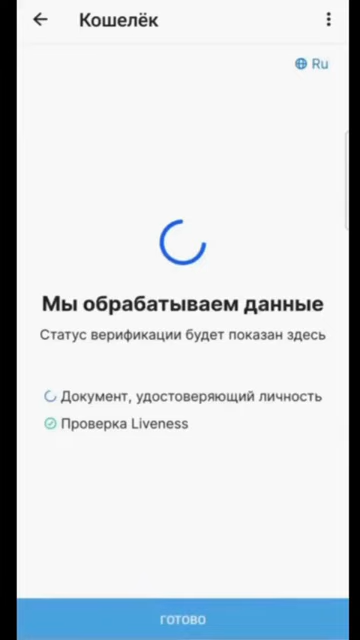 Кошелёк
Ru
Мы обрабатываем данные
Статус верификации будет показан здесь
Документ, удостоверяющий личность
Проверка Liveness
ГОТОВО